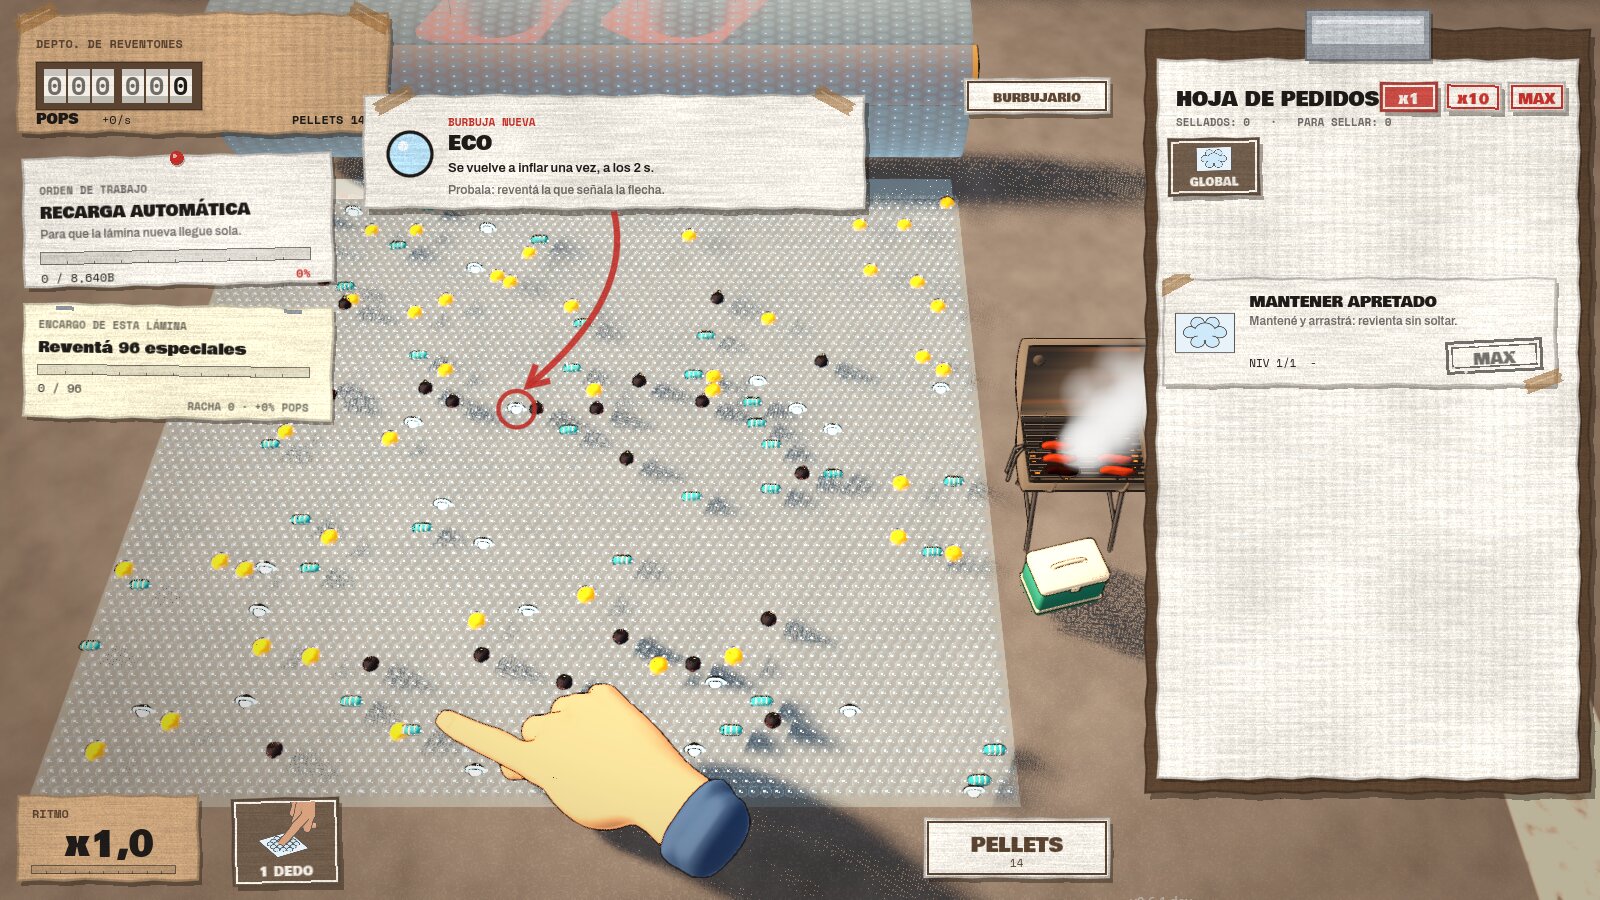 DEPTO. DE REVENTONES
000 000
POPS +0/s PELLETS 14
ORDEN DE TRABAJO
RECARGA AUTOMÁTICA
Para que la lámina nueva llegue sola.
0 / 8.640B 0%
ENCARGO DE ESTA LÁMINA
Reventá 96 especiales
0 / 96
RACHA 0 · +0% POPS
BURBUJA NUEVA
ECO
Se vuelve a inflar una vez, a los 2 s.
Probala: reventá la que señala la flecha.
BURBUJARIO
HOJA DE PEDIDOS x1 x10 MAX
SELLADOS: 0 · PARA SELLAR: 0
GLOBAL
MANTENER APRETADO
Mantené y arrastrá: revienta sin soltar.
NIV 1/1 -
MAX
RITMO
x1,0
1 DEDO
PELLETS
14